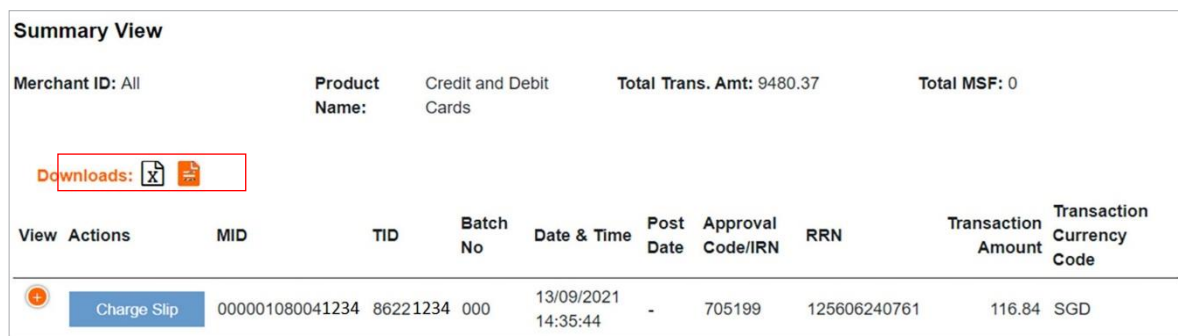 Summary View
Merchant ID: All Product Name: Credit and Debit Cards Total Trans. Amt: 9480.37 Total MSF: 0
Downloads:
View Actions MID TID Batch No Date & Time Post Date Approval Code/IRN RRN Transaction Amount Transaction Currency Code
Charge Slip 000001080041234 86221234 000 13/09/2021 14:35:44 - 705199 125606240761 116.84 SGD